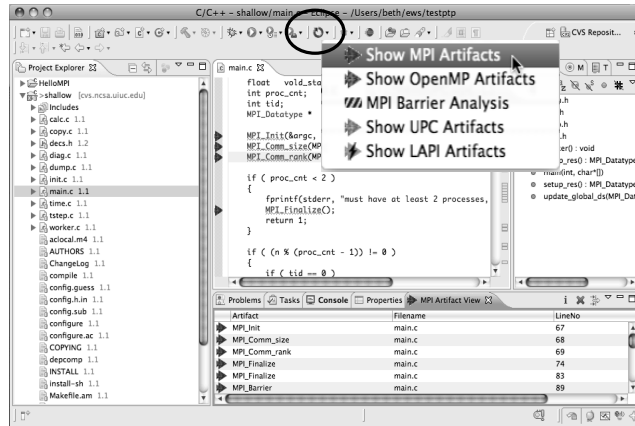 C/C++ - shallow/main.c - Eclipse - /Users/beth/ews/testptp
CVS Reposit...
Show MPI Artifacts
Show OpenMP Artifacts
MPI Barrier Analysis
Show UPC Artifacts
Show LAPI Artifacts
Project Explorer
HelloMPI
>shallow [cvs.ncsa.uiuc.edu]
Includes
calc.c 1.1
copy.c 1.1
decs.h 1.2
diag.c 1.1
dump.c 1.1
init.c 1.1
main.c 1.1
time.c 1.1
tstep.c 1.1
worker.c 1.1
aclocal.m4 1.1
AUTHORS 1.1
ChangeLog 1.1
compile 1.1
config.guess 1.1
config.h.in 1.1
config.sub 1.1
configure 1.1
configure.ac 1.1
COPYING 1.1
depcomp 1.1
INSTALL 1.1
install-sh 1.1
Makefile.am 1.1
main.c
float void_sta
int proc_cnt;
int tid;
MPI_Datatype *
MPI_Init(&argc,
MPI_Comm_size(MP
MPI_Comm_rank(MP
if ( proc_cnt < 2 )
{
fprintf(stderr, "must have at least 2 processes,
MPI_Finalize();
return 1;
}
if ( (n % (proc_cnt - 1)) != 0 )
{
if ( tid == 0 )
M
T
.h
.h
er() : void
p_res() : MPI_Datatype
main(int, char*[])
setup_res() : MPI_Datatype
update_global_ds(MPI_Dat
Problems
Tasks
Console
Properties
MPI Artifact View
Artifact Filename LineNo
MPI_Init main.c 67
MPI_Comm_size main.c 68
MPI_Comm_rank main.c 69
MPI_Finalize main.c 74
MPI_Finalize main.c 83
MPI_Barrier main.c 89